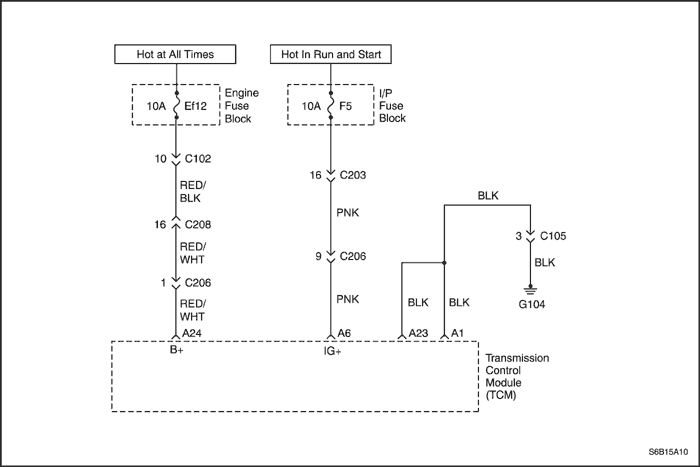 Hot at All Times
Hot In Run and Start
10A
Ef12
Engine
Fuse
Block
10A
F5
I/P
Fuse
Block
10
C102
RED/
BLK
16
C208
RED/
WHT
1
C206
RED/
WHT
A24
B+
16
C203
PNK
9
C206
PNK
A6
IG+
BLK
3
C105
BLK
G104
BLK
BLK
A23
A1
Transmission
Control
Module
(TCM)
S6B15A10